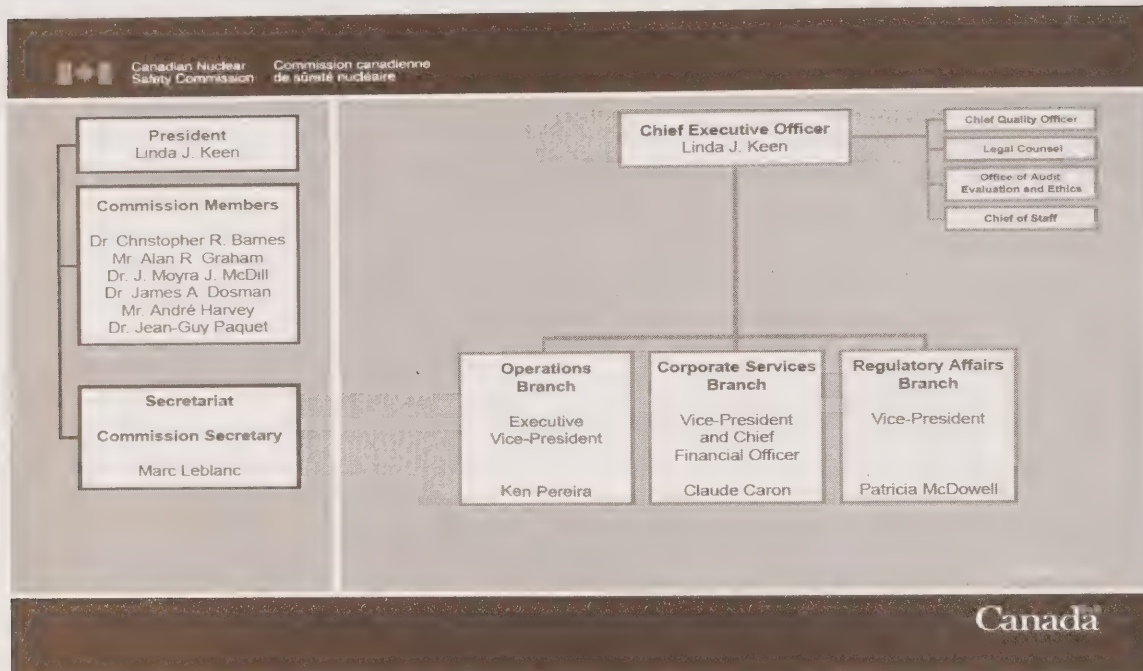 Canadian Nuclear
Safety Commission
Commission canadienne
de sûreté nucléaire
President
Linda J. Keen
Commission Members
Dr Christopher R. Barnes
Mr Alan R Graham
Dr. J. Moyra J. McDill
Dr James A Dosman
Mr. André Harvey
Dr. Jean-Guy Paquet
Secretariat
Commission Secretary
Marc Leblanc
Chief Executive Officer
Linda J. Keen
Chief Quality Officer
Legal Counsel
Office of Audit
Evaluation and Ethics
Chief of Staff
Operations
Branch
Executive
Vice-President
Ken Pereira
Corporate Services
Branch
Vice-President
and Chief
Financial Officer
Claude Caron
Regulatory Affairs
Branch
Vice-President
Patricia McDowell
Canada